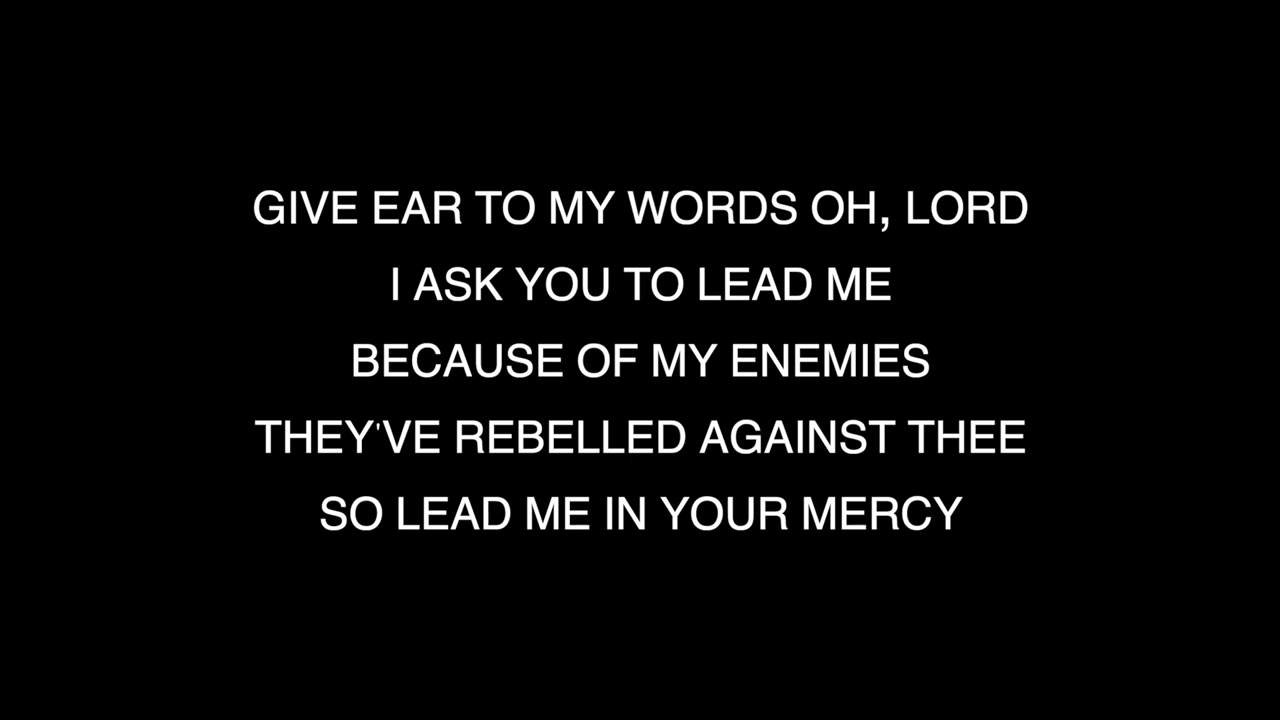 GIVE EAR TO MY WORDS OH, LORD
I ASK YOU TO LEAD ME
BECAUSE OF MY ENEMIES
THEY'VE REBELLED AGAINST THEE
SO LEAD ME IN YOUR MERCY